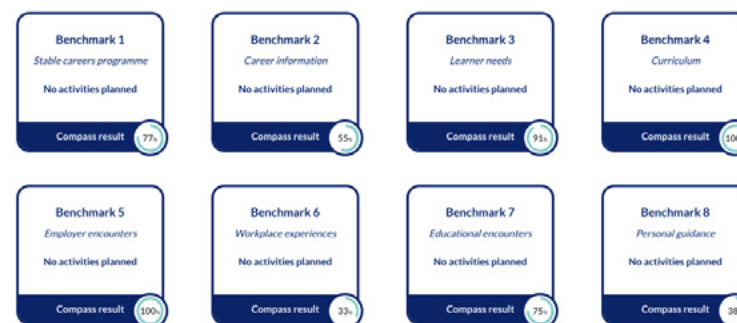 Benchmark 1
Stable careers programme
No activities planned
Compass result 77%
Benchmark 2
Career information
No activities planned
Compass result 55%
Benchmark 3
Learner needs
No activities planned
Compass result 91%
Benchmark 4
Curriculum
No activities planned
Compass result
Benchmark 5
Employer encounters
No activities planned
Compass result 100%
Benchmark 6
Workplace experiences
No activities planned
Compass result 33%
Benchmark 7
Educational encounters
No activities planned
Compass result 75%
Benchmark 8
Personal guidance
No activities planned
Compass result 38